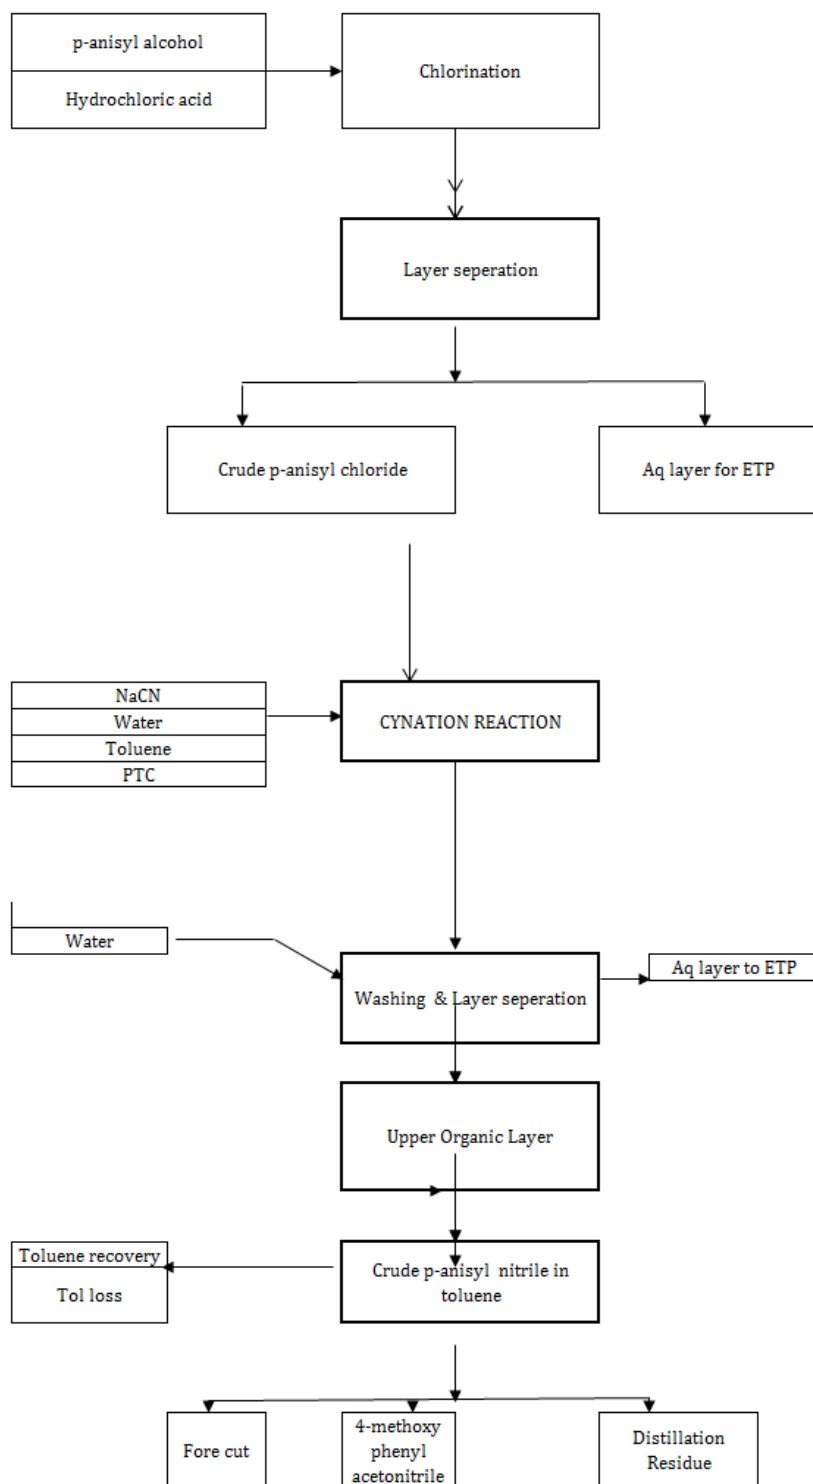 p-anisyl alcohol
Hydrochloric acid
Chlorination
Layer seperation
Crude p-anisyl chloride
Aq layer for ETP
NaCN
Water
Toluene
PTC
CYNATION REACTION
Water
Washing & Layer seperation
Aq layer to ETP
Upper Organic Layer
Toluene recovery
Tol loss
Crude p-anisyl nitrile in
toluene
Fore cut
4-methoxy
phenyl
acetonitrile
Distillation
Residue